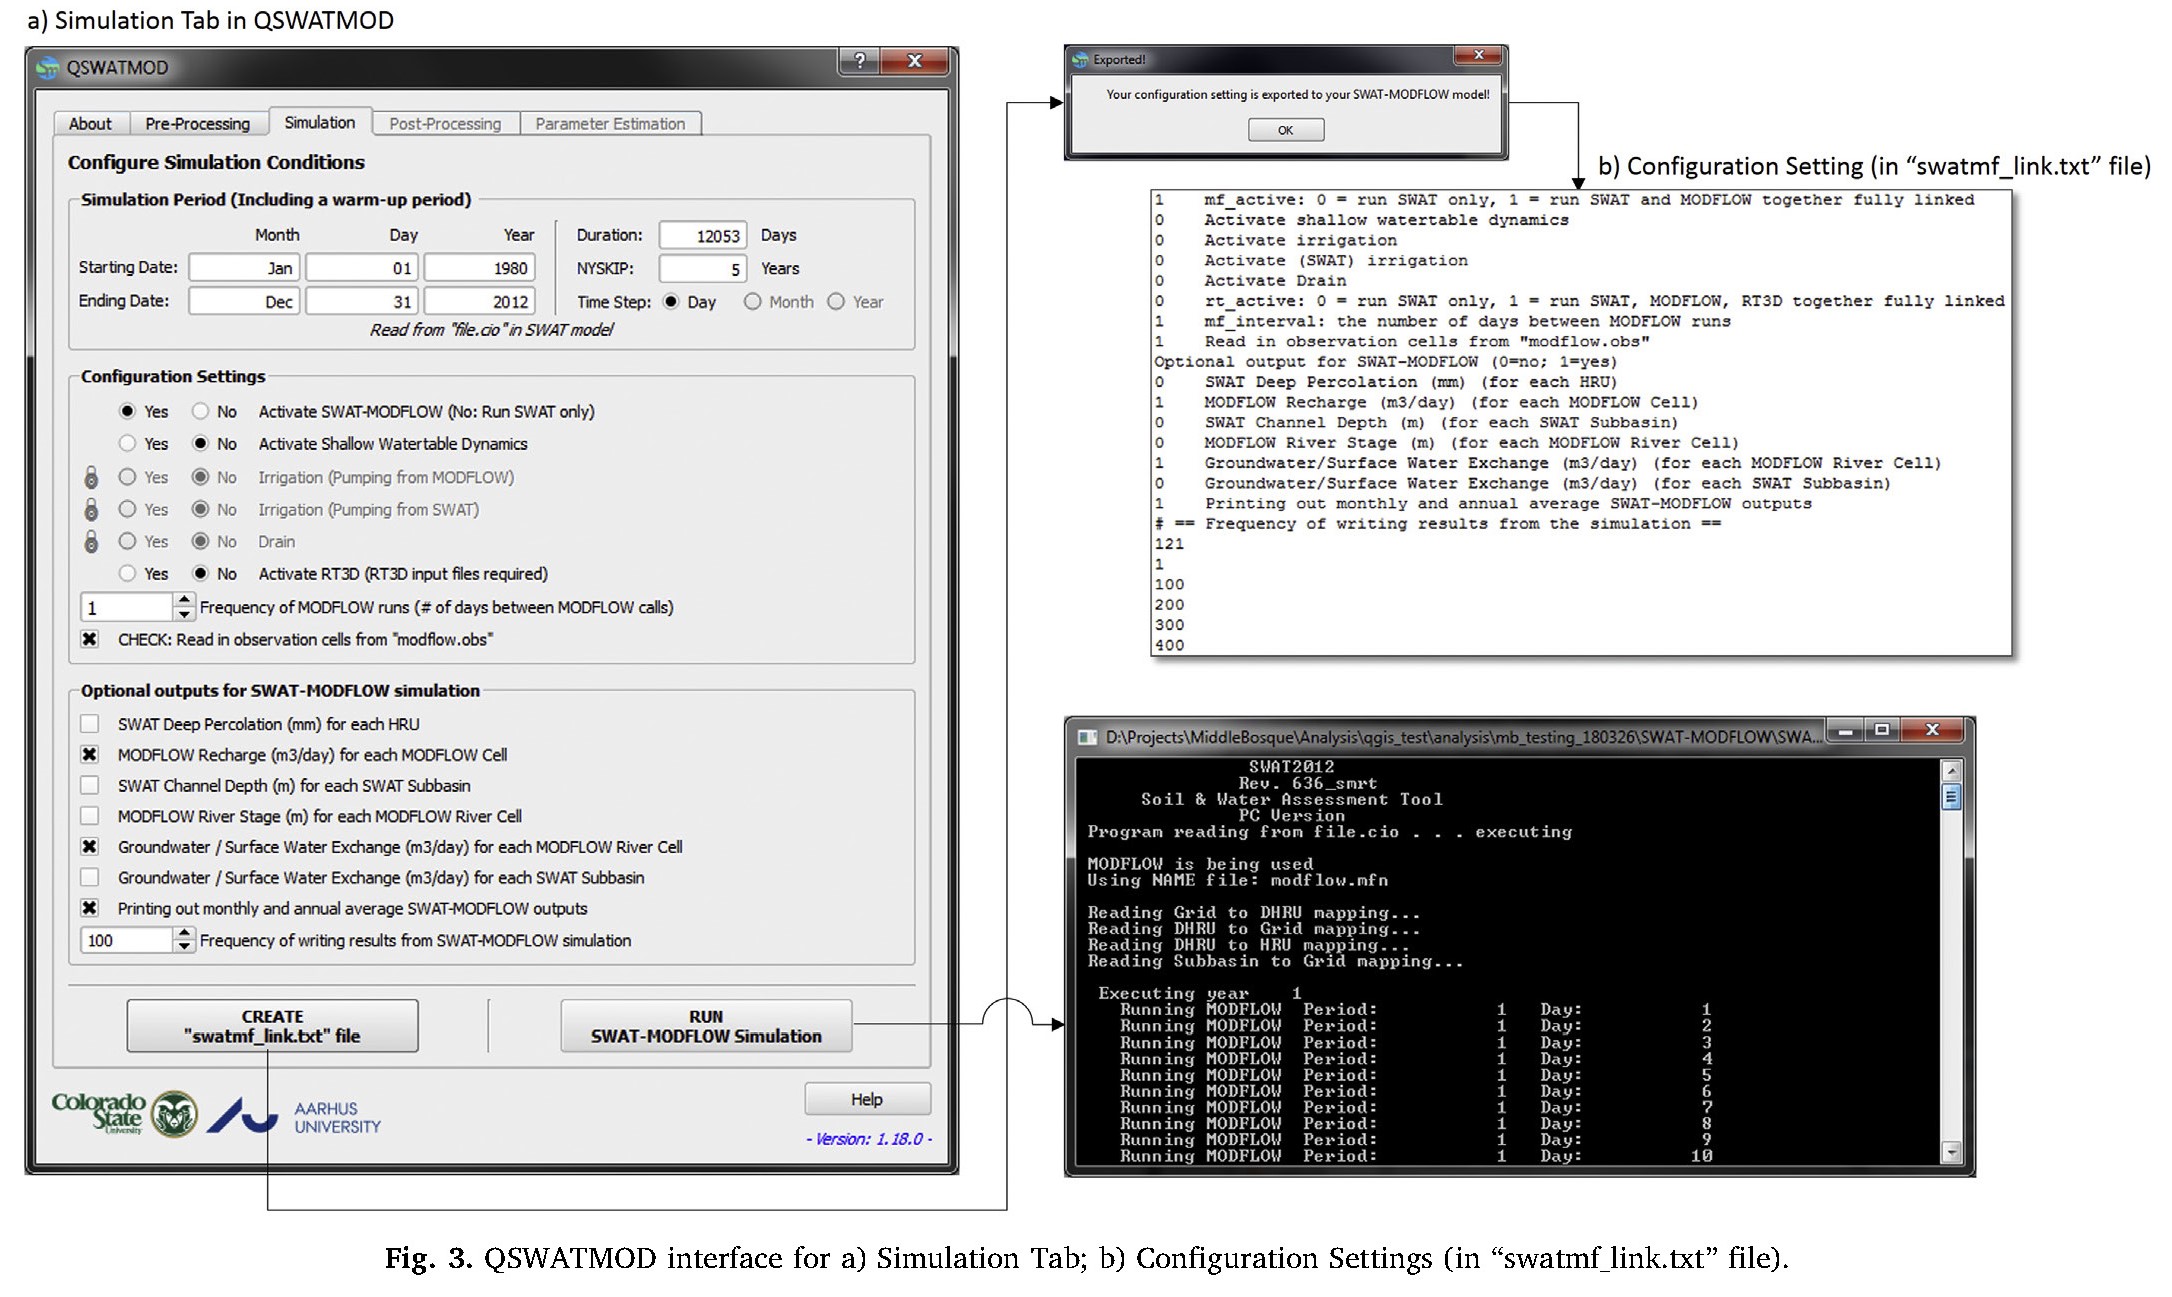 a) Simulation Tab in QSWATMOD
QSWATMOD
?
About Pre-Processing Simulation Post-Processing Parameter Estimation
Configure Simulation Conditions
Simulation Period (Including a warm-up period)
Month Day Year Duration: 12053 Days
Starting Date: Jan 01 1980 NYSKIP: 5 Years
Ending Date: Dec 31 2012 Time Step: Day Month Year
Read from "file.cio" in SWAT model
Configuration Settings
Yes No Activate SWAT-MODFLOW (No: Run SWAT only)
Yes No Activate Shallow Watertable Dynamics
Yes No Irrigation (Pumping from MODFLOW)
Yes No Irrigation (Pumping from SWAT)
Yes No Drain
Yes No Activate RT3D (RT3D input files required)
1 Frequency of MODFLOW runs (# of days between MODFLOW calls)
CHECK: Read in observation cells from "modflow.obs"
Optional outputs for SWAT-MODFLOW simulation
SWAT Deep Percolation (mm) for each HRU
MODFLOW Recharge (m3/day) for each MODFLOW Cell
SWAT Channel Depth (m) for each SWAT Subbasin
MODFLOW River Stage (m) for each MODFLOW River Cell
Groundwater / Surface Water Exchange (m3/day) for each MODFLOW River Cell
Groundwater / Surface Water Exchange (m3/day) for each SWAT Subbasin
Printing out monthly and annual average SWAT-MODFLOW outputs
100 Frequency of writing results from SWAT-MODFLOW simulation
CREATE
"swatmf_link.txt" file
RUN
SWAT-MODFLOW Simulation
Colorado
State
University
AARHUS
UNIVERSITY
Help
- Version: 1.18.0 -
Exported!
Your configuration setting is exported to your SWAT-MODFLOW model!
OK
b) Configuration Setting (in “swatmf_link.txt” file)
1 mf_active: 0 = run SWAT only, 1 = run SWAT and MODFLOW together fully linked
0 Activate shallow watertable dynamics
0 Activate irrigation
0 Activate (SWAT) irrigation
0 Activate Drain
0 rt_active: 0 = run SWAT only, 1 = run SWAT, MODFLOW, RT3D together fully linked
1 mf_interval: the number of days between MODFLOW runs
1 Read in observation cells from "modflow.obs"
Optional output for SWAT-MODFLOW (0=no; 1=yes)
0 SWAT Deep Percolation (mm) (for each HRU)
1 MODFLOW Recharge (m3/day) (for each MODFLOW Cell)
0 SWAT Channel Depth (m) (for each SWAT Subbasin)
0 MODFLOW River Stage (m) (for each MODFLOW River Cell)
1 Groundwater/Surface Water Exchange (m3/day) (for each MODFLOW River Cell)
0 Groundwater/Surface Water Exchange (m3/day) (for each SWAT Subbasin)
1 Printing out monthly and annual average SWAT-MODFLOW outputs
# == Frequency of writing results from the simulation ==
121
1
100
200
300
400
D:\Projects\MiddleBosque\Analysis\qgis_test\analysis\mb_testing_180326\SWAT-MODFLOW\SWA...
SWAT2012
Rev. 636_smrt
Soil & Water Assessment Tool
PC Version
Program reading from file.cio . . . executing
MODFLOW is being used
Using NAME file: modflow.mfn
Reading Grid to DHRU mapping...
Reading DHRU to Grid mapping...
Reading DHRU to HRU mapping...
Reading Subbasin to Grid mapping...
Executing year 1
Running MODFLOW Period: 1 Day: 1
Running MODFLOW Period: 1 Day: 2
Running MODFLOW Period: 1 Day: 3
Running MODFLOW Period: 1 Day: 4
Running MODFLOW Period: 1 Day: 5
Running MODFLOW Period: 1 Day: 6
Running MODFLOW Period: 1 Day: 7
Running MODFLOW Period: 1 Day: 8
Running MODFLOW Period: 1 Day: 9
Running MODFLOW Period: 1 Day: 10
Fig. 3. QSWATMOD interface for a) Simulation Tab; b) Configuration Settings (in “swatmf_link.txt” file).